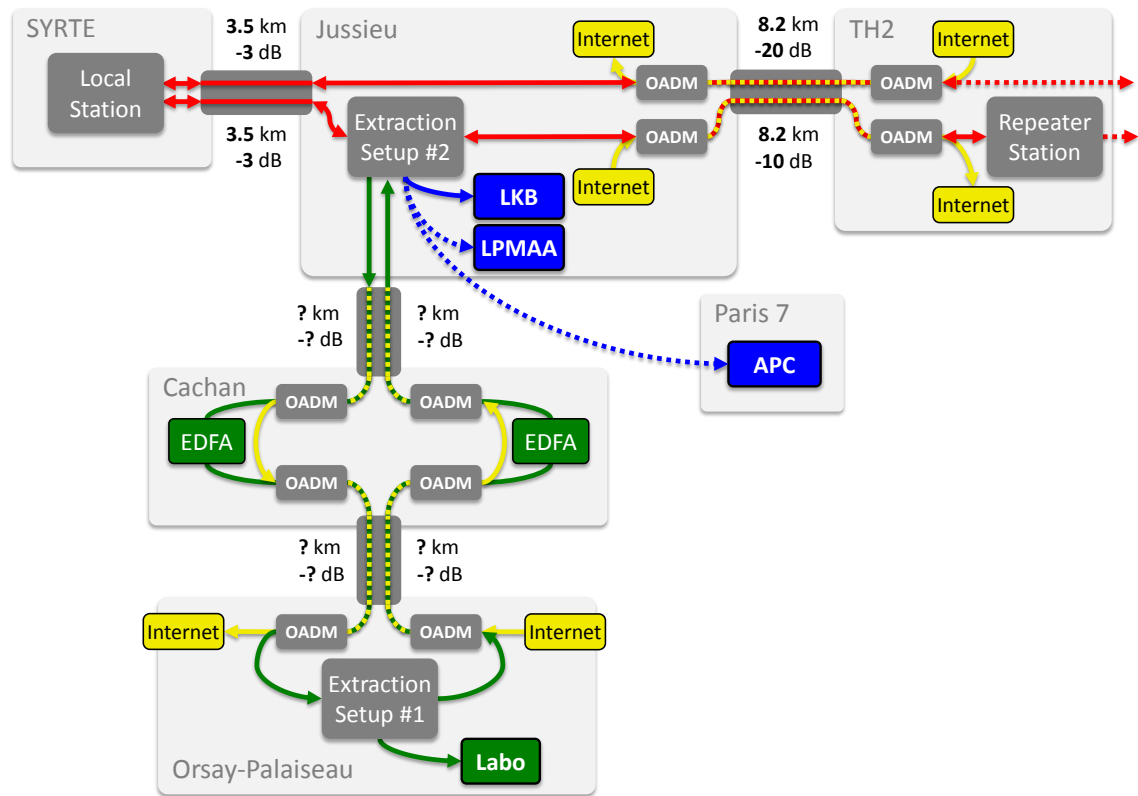 SYRTE
3.5 km
-3 dB
Jussieu
Internet
8.2 km
-20 dB
TH2
Internet
Local
Station
OADM
OADM
3.5 km
-3 dB
Extraction
Setup #2
OADM
8.2 km
-10 dB
OADM
Repeater
Station
Internet
LKB
Internet
LPMAA
? km
-? dB
? km
-? dB
Paris 7
APC
Cachan
OADM
OADM
EDFA
EDFA
OADM
OADM
? km
-? dB
? km
-? dB
Internet
OADM
OADM
Internet
Extraction
Setup #1
Labo
Orsay-Palaiseau